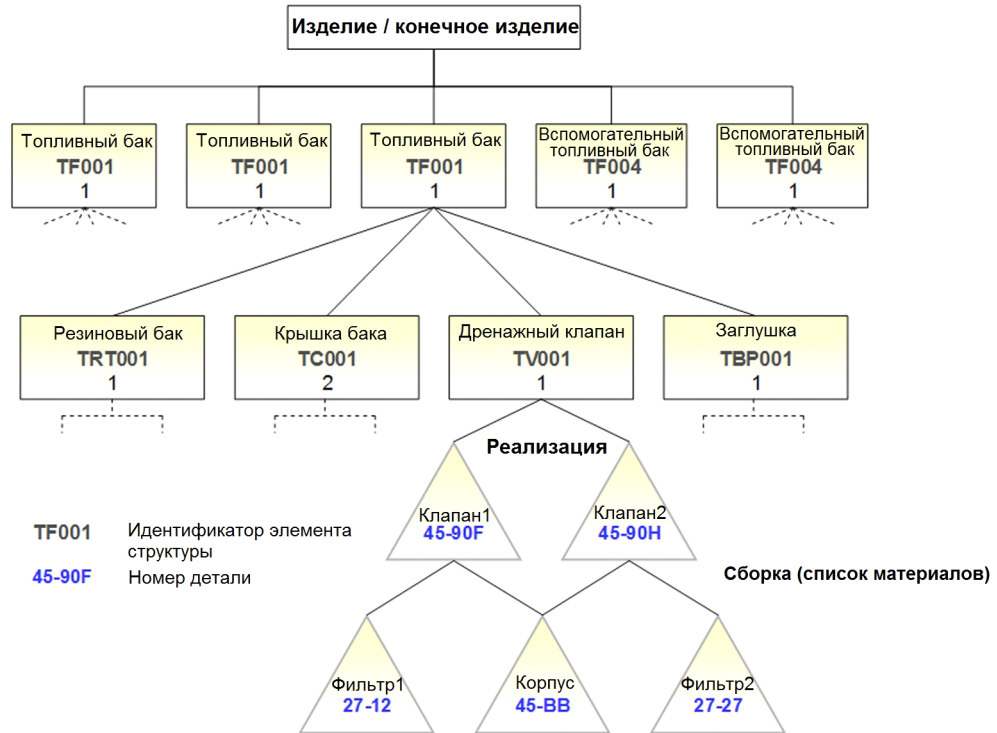 Изделие / конечное изделие
Топливный бак
TF001
1
Топливный бак
TF001
1
Топливный бак
TF001
1
Вспомогательный
топливный бак
TF004
1
Вспомогательный
топливный бак
TF004
1
Резиновый бак
TRT001
1
Крышка бака
TC001
2
Дренажный клапан
TV001
1
Заглушка
TBP001
1
Реализация
Клапан1
45-90F
Клапан2
45-90H
TF001 Идентификатор элемента
структуры
45-90F Номер детали
Сборка (список материалов)
Фильтр1
27-12
Корпус
45-BB
Фильтр2
27-27